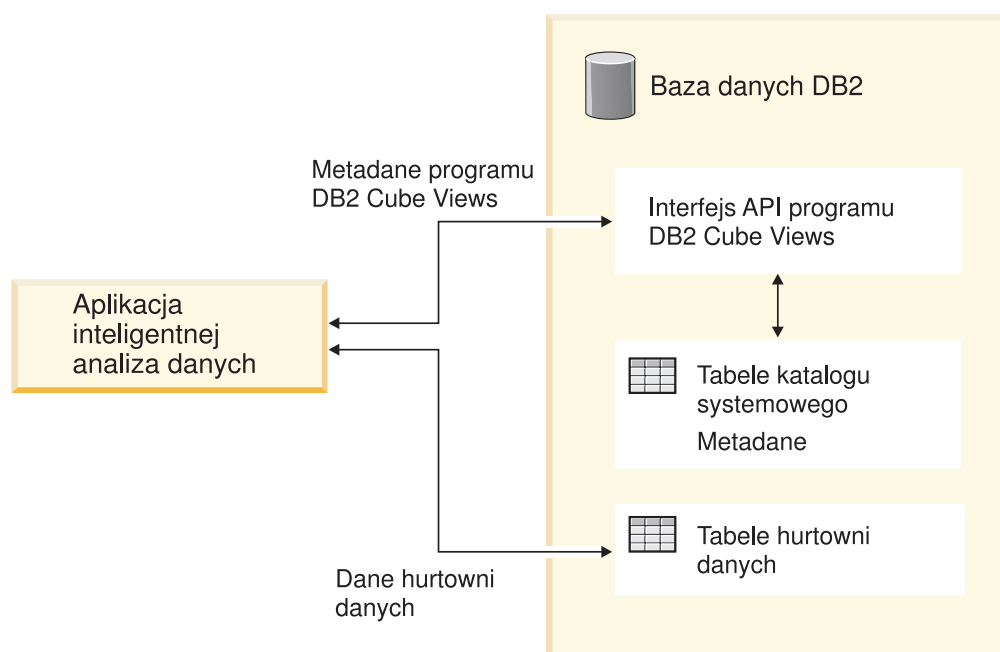 Baza danych DB2
Metadane programu
DB2 Cube Views
Interfejs API programu
DB2 Cube Views
Aplikacja
inteligentnej
analiza danych
Tabele katalogu
systemowego
Metadane
Tabele hurtowni
danych
Dane hurtowni
danych